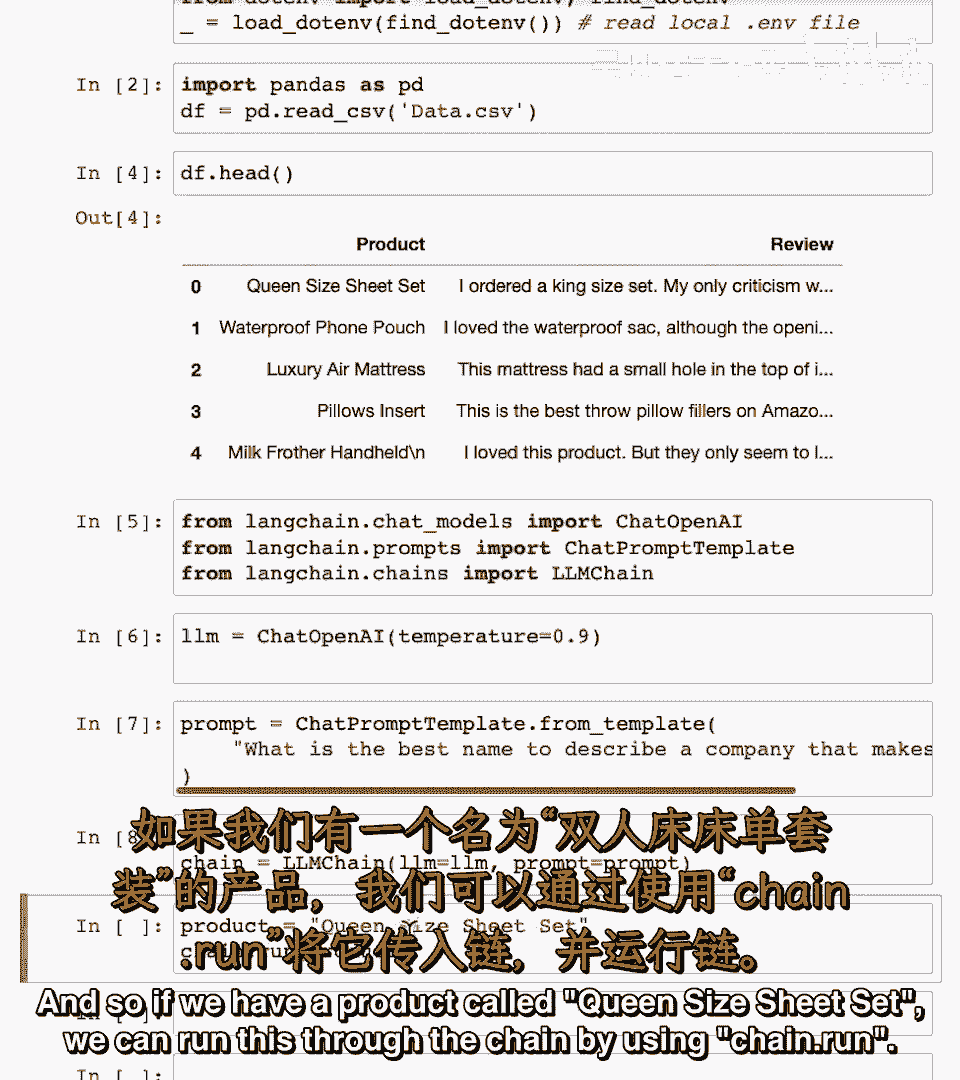 from dotenv import load_dotenv, find_dotenv
_ = load_dotenv(find_dotenv()) # read local .env file
In [2]: import pandas as pd
df = pd.read_csv('Data.csv')
In [4]: df.head()
Out[4]:
Product Review
0 Queen Size Sheet Set I ordered a king size set. My only criticism w...
1 Waterproof Phone Pouch I loved the waterproof sac, although the openi...
2 Luxury Air Mattress This mattress had a small hole in the top of i...
3 Pillows Insert This is the best throw pillow fillers on Amazo...
4 Milk Frother Handheld\n I loved this product. But they only seem to l...
In [5]: from langchain.chat_models import ChatOpenAI
from langchain.prompts import ChatPromptTemplate
from langchain.chains import LLMChain
In [6]: llm = ChatOpenAI(temperature=0.9)
In [7]: prompt = ChatPromptTemplate.from_template(
"What is the best name to describe a company that makes
)
In [8
chain = LLMChain(llm=llm, prompt=prompt)
In [ ]: product = "Queen Size Sheet Set"
如果我们有一个名为“双人床床单套
装”的产品，我们可以通过使用“chain
.run”将它传入链，并运行链。
And so if we have a product called "Queen Size Sheet Set",
we can run this through the chain by using "chain.run".
In [ ]: